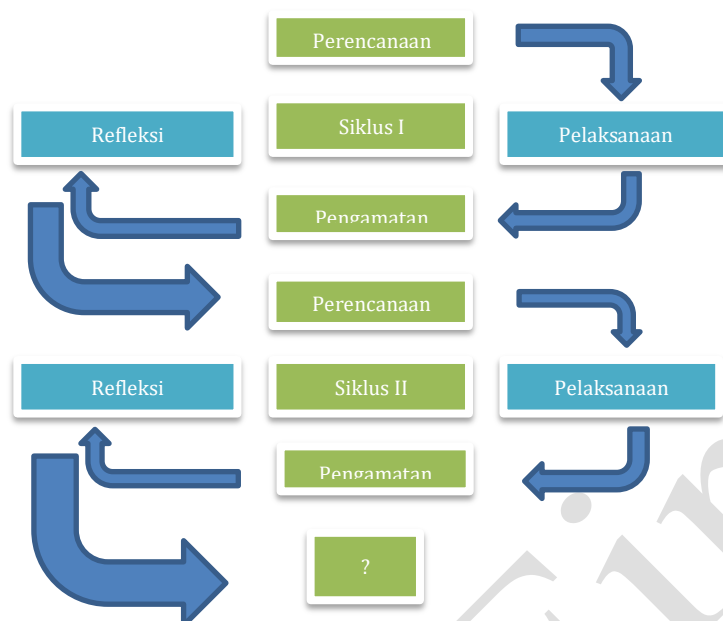 Perencanaan
Refleksi
Siklus I
Pelaksanaan
Pengamatan
Perencanaan
Refleksi
Siklus II
Pelaksanaan
Pengamatan
?